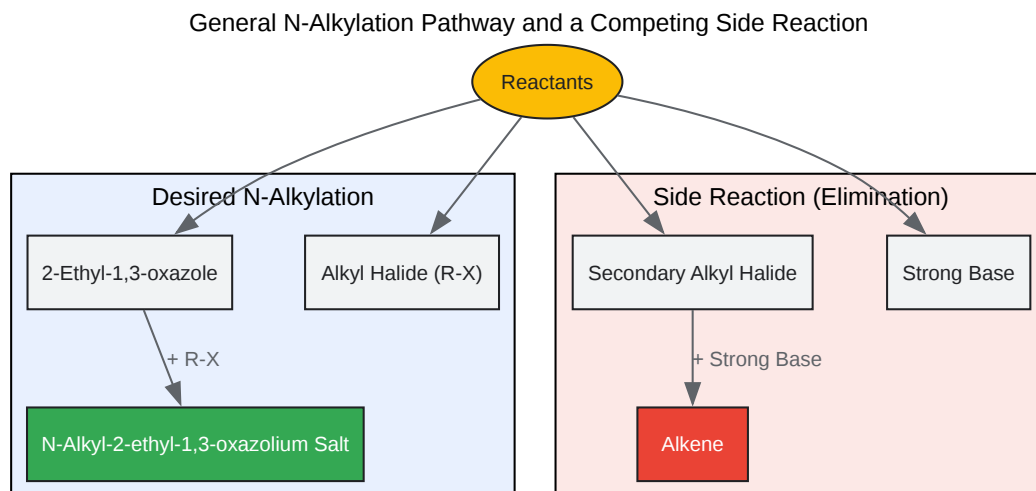 General N-Alkylation Pathway and a Competing Side Reaction
Reactants
Desired N-Alkylation
Side Reaction (Elimination)
2-Ethyl-1,3-oxazole
Alkyl Halide (R-X)
Secondary Alkyl Halide
Strong Base
+ R-X
+ Strong Base
N-Alkyl-2-ethyl-1,3-oxazolium Salt
Alkene